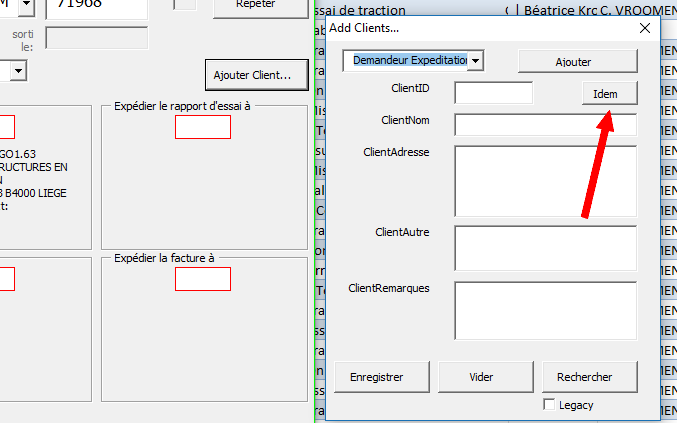 M
71968
Répéter
sorti
le:
Ajouter Client...
Expédier le rapport d'essai à
GO1.63
RUCTURES EN
N
3 B4000 LIEGE
t:
Expédier la facture à
ssai de traction
C | Béatrice Krc C. VROOMEN
Add Clients...
Demandeur Expeditation
Ajouter
ClientID
Idem
ClientNom
ClientAdresse
ClientAutre
ClientRemarques
Enregistrer
Vider
Rechercher
Legacy